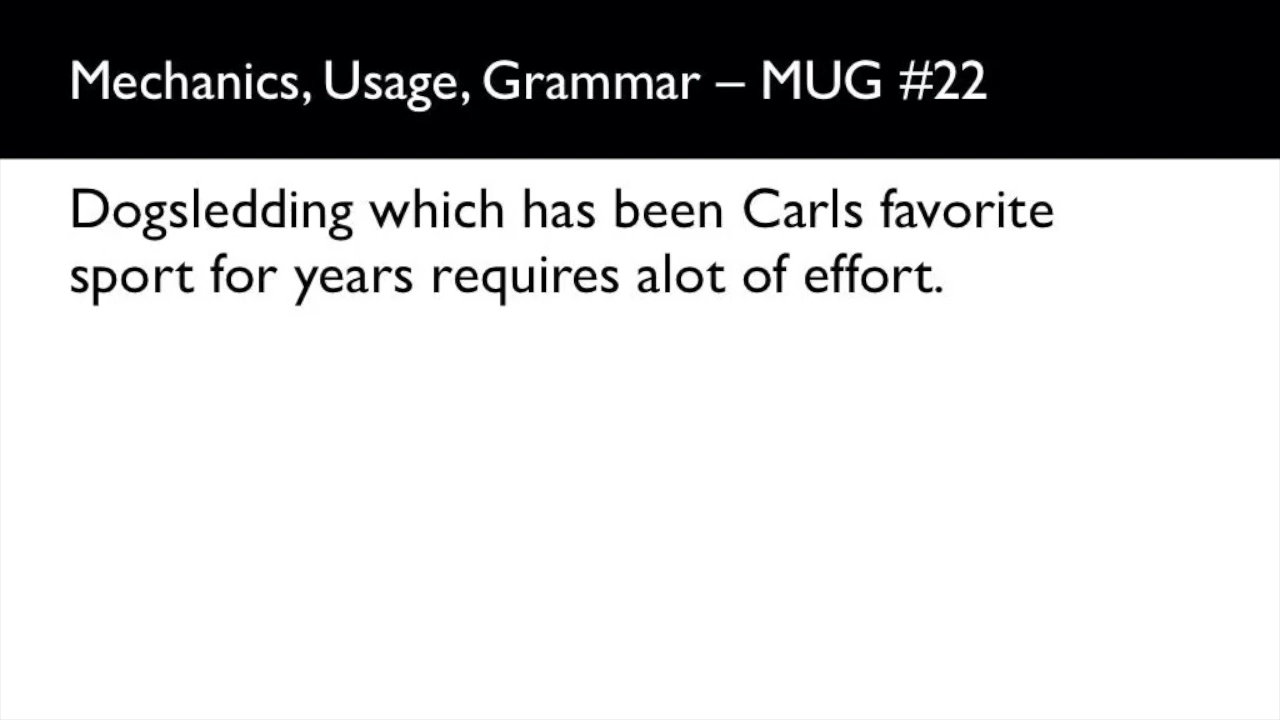 Mechanics, Usage, Grammar – MUG #22
Dogsledding which has been Carls favorite
sport for years requires alot of effort.